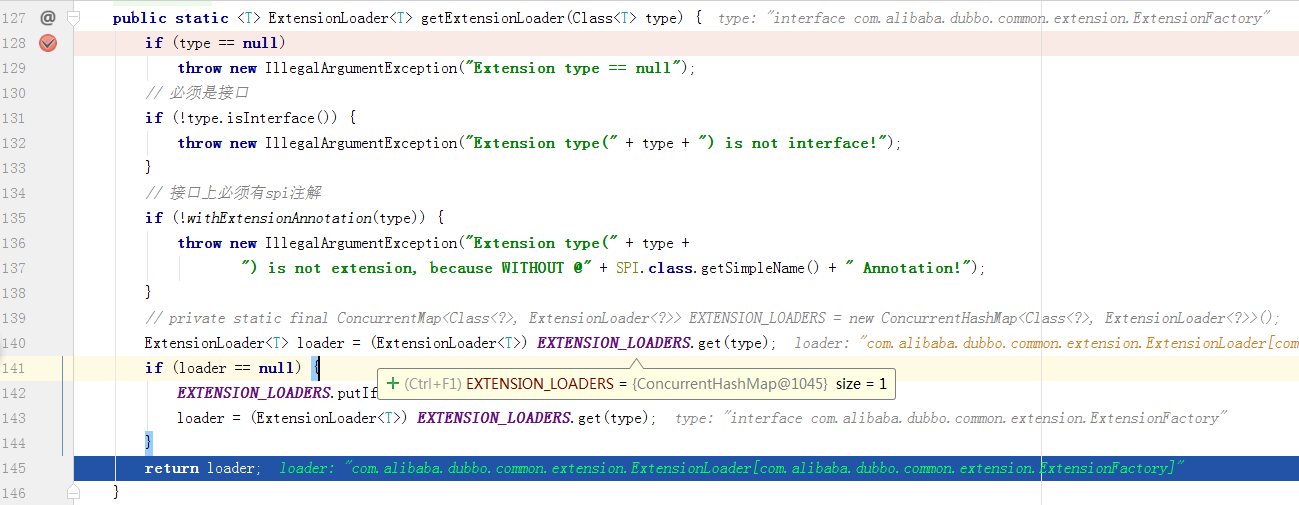 127 @ public static <T> ExtensionLoader<T> getExtensionLoader(Class<T> type) { type: "interface com.alibaba.dubbo.common.extension.ExtensionFactory"
128 if (type == null)
129 throw new IllegalArgumentException("Extension type == null");
130 // 必须是接口
131 if (!type.isInterface()) {
132 throw new IllegalArgumentException("Extension type(" + type + ") is not interface!");
133 }
134 // 接口上必须有spi注解
135 if (!withExtensionAnnotation(type)) {
136 throw new IllegalArgumentException("Extension type(" + type +
137 ") is not extension, because WITHOUT @" + SPI.class.getSimpleName() + " Annotation!");
138 }
139 // private static final ConcurrentMap<Class<?>, ExtensionLoader<?>> EXTENSION_LOADERS = new ConcurrentHashMap<Class<?>, ExtensionLoader<?>>();
140 ExtensionLoader<T> loader = (ExtensionLoader<T>) EXTENSION_LOADERS.get(type); loader: "com.alibaba.dubbo.common.extension.ExtensionLoader[com
141 if (loader == null) {
+ (Ctrl+F1) EXTENSION_LOADERS = {ConcurrentHashMap@1045} size = 1
142 EXTENSION_LOADERS.putIf
143 loader = (ExtensionLoader<T>) EXTENSION_LOADERS.get(type); type: "interface com.alibaba.dubbo.common.extension.ExtensionFactory"
144 }
145 return loader; loader: "com.alibaba.dubbo.common.extension.ExtensionLoader[com.alibaba.dubbo.common.extension.ExtensionFactory]"
146 }